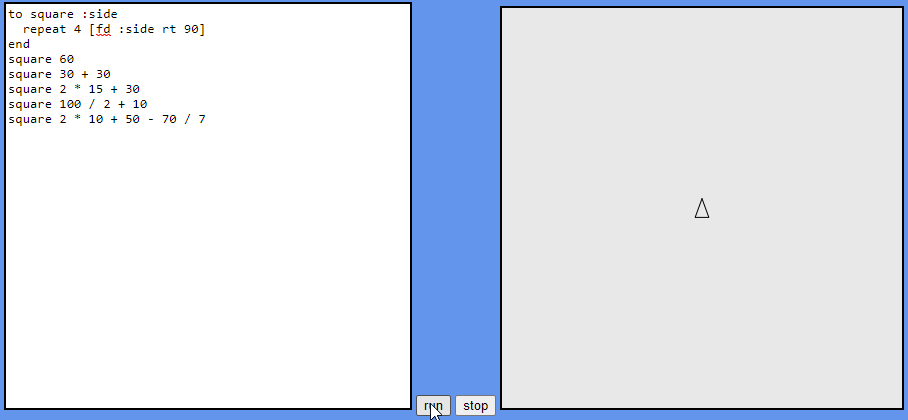 to square :side
  repeat 4 [fd :side rt 90]
end
square 60
square 30 + 30
square 2 * 15 + 30
square 100 / 2 + 10
square 2 * 10 + 50 - 70 / 7
run stop